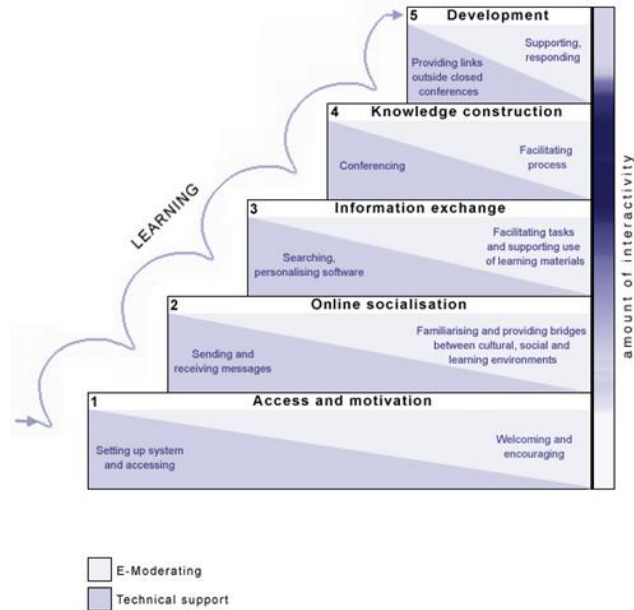 5 Development
Supporting,
responding
Providing links
outside closed
conferences
4 Knowledge construction
Facilitating
process
Conferencing
LEARNING
3 Information exchange
Facilitating tasks
and supporting use
of learning materials
Searching,
personalising software
2 Online socialisation
Familiarising and providing bridges
between cultural, social and
learning environments
Sending and
receiving messages
1 Access and motivation
Welcoming and
encouraging
Setting up system
and accessing
amount of interactivity
E-Moderating
Technical support